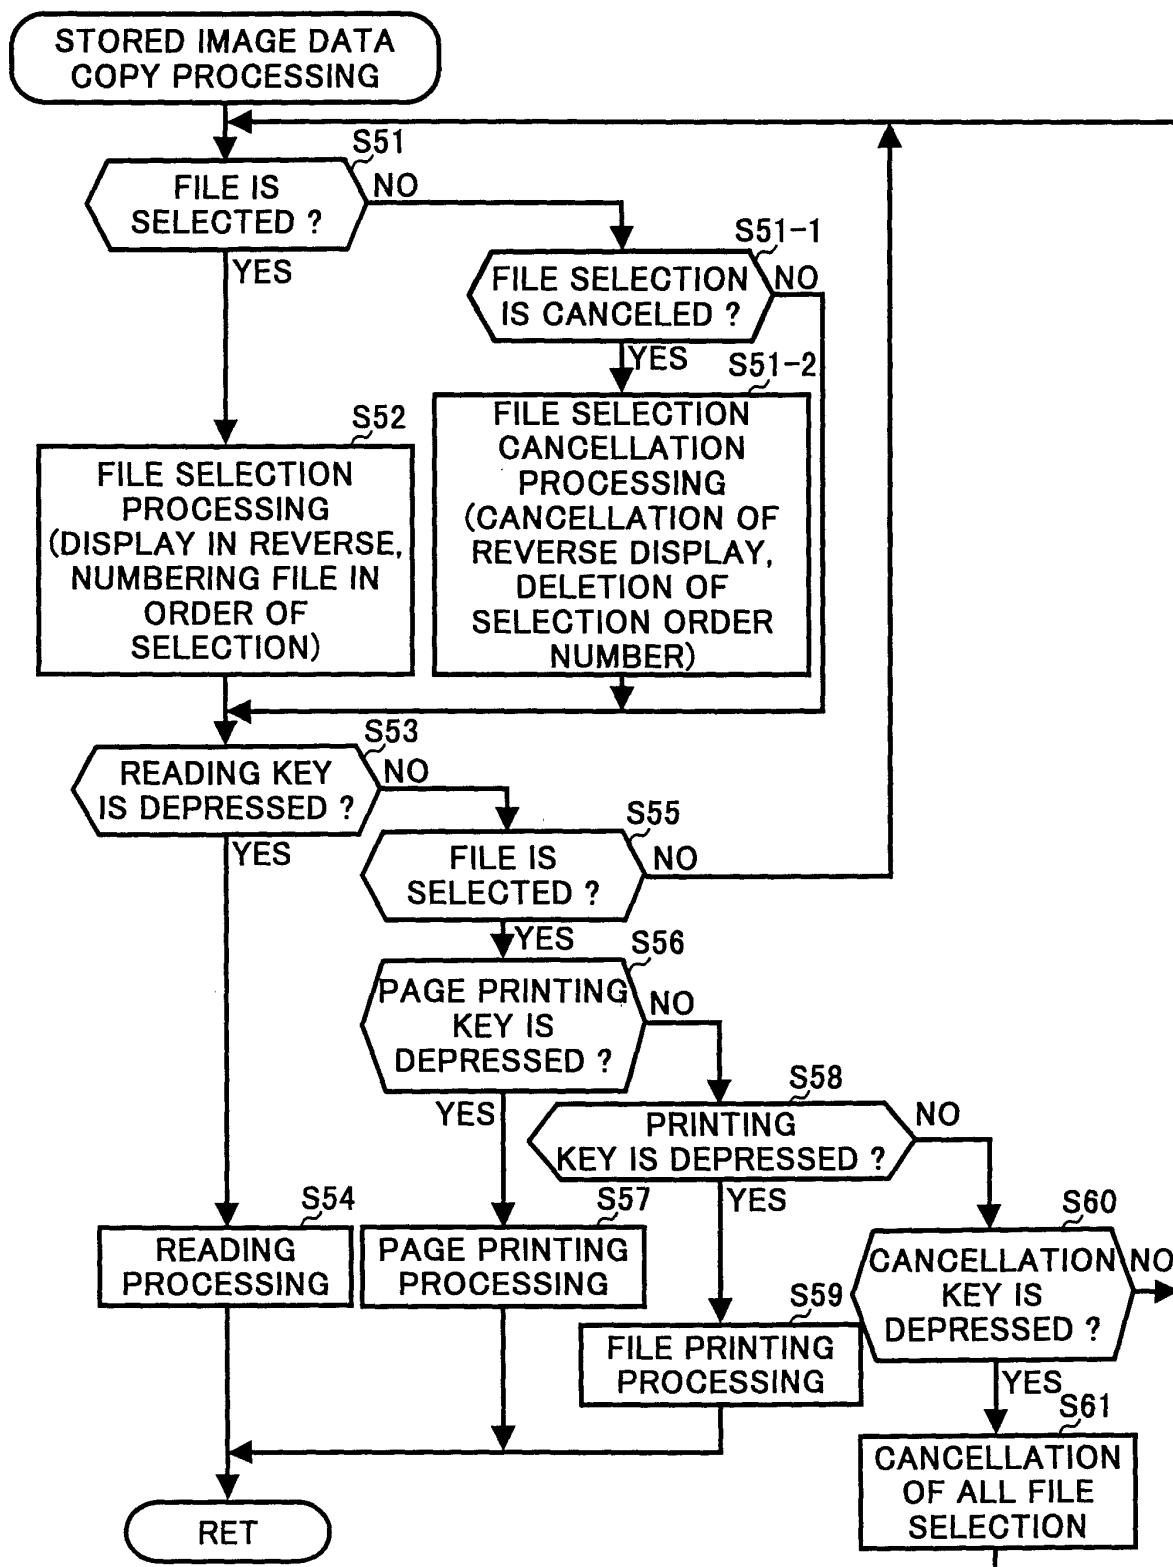 STORED IMAGE DATA
COPY PROCESSING
S51
FILE IS
SELECTED ?
NO
YES
S51-1
FILE SELECTION
IS CANCELED ?
NO
YES
S51-2
FILE SELECTION
CANCELLATION
PROCESSING
(CANCELLATION OF
REVERSE DISPLAY,
DELETION OF
SELECTION ORDER
NUMBER)
S52
FILE SELECTION
PROCESSING
(DISPLAY IN REVERSE,
NUMBERING FILE IN
ORDER OF
SELECTION)
S53
READING KEY
IS DEPRESSED ?
NO
YES
S55
FILE IS
SELECTED ?
NO
YES
S56
PAGE PRINTING
KEY IS
DEPRESSED ?
NO
YES
S58
PRINTING
KEY IS DEPRESSED ?
NO
YES
S54
READING
PROCESSING
S57
PAGE PRINTING
PROCESSING
S60
CANCELLATION
KEY IS
DEPRESSED ?
NO
YES
S59
FILE PRINTING
PROCESSING
S61
CANCELLATION
OF ALL FILE
SELECTION
RET